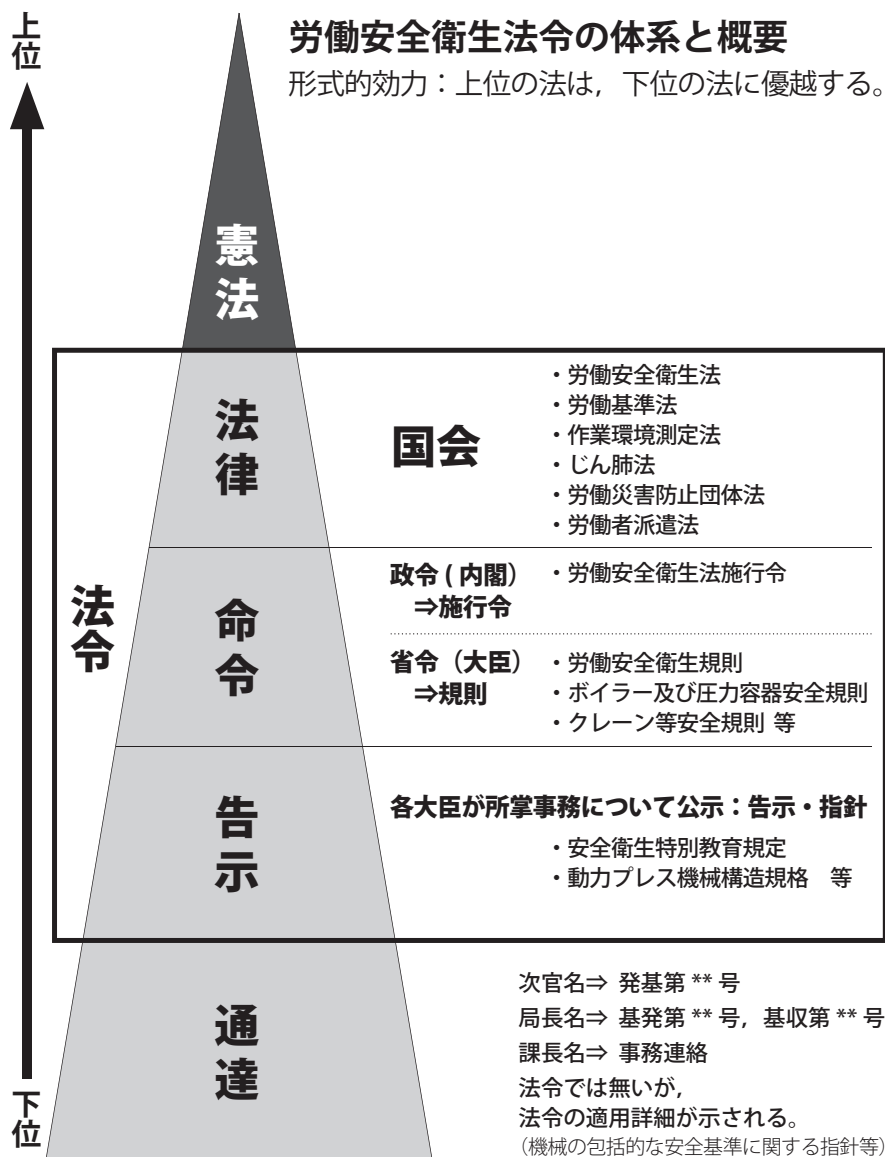 労働安全衛生法令の体系と概要
形式的効力：上位の法は，下位の法に優越する。
上位
憲法
法令
法律
国会
・労働安全衛生法
・労働基準法
・作業環境測定法
・じん肺法
・労働災害防止団体法
・労働者派遣法
命令
政令 ( 内閣）
⇒施行令
・労働安全衛生法施行令
省令（大臣）
⇒規則
・労働安全衛生規則
・ボイラー及び圧力容器安全規則
・クレーン等安全規則 等
告示
各大臣が所掌事務について公示：告示・指針
・安全衛生特別教育規定
・動力プレス機械構造規格　等
通達
次官名⇒ 発基第 ** 号
局長名⇒ 基発第 ** 号，基収第 ** 号
課長名⇒ 事務連絡
法令では無いが，
法令の適用詳細が示される。
（機械の包括的な安全基準に関する指針等）
下位